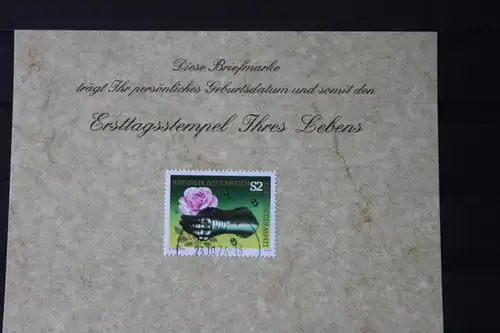 Diese Briefmarke
trägt Ihr persönliches Geburtsdatum und somit den
Ersttagsstempel Ihres Lebens
REPUBLIK ÖSTERREICH
S2